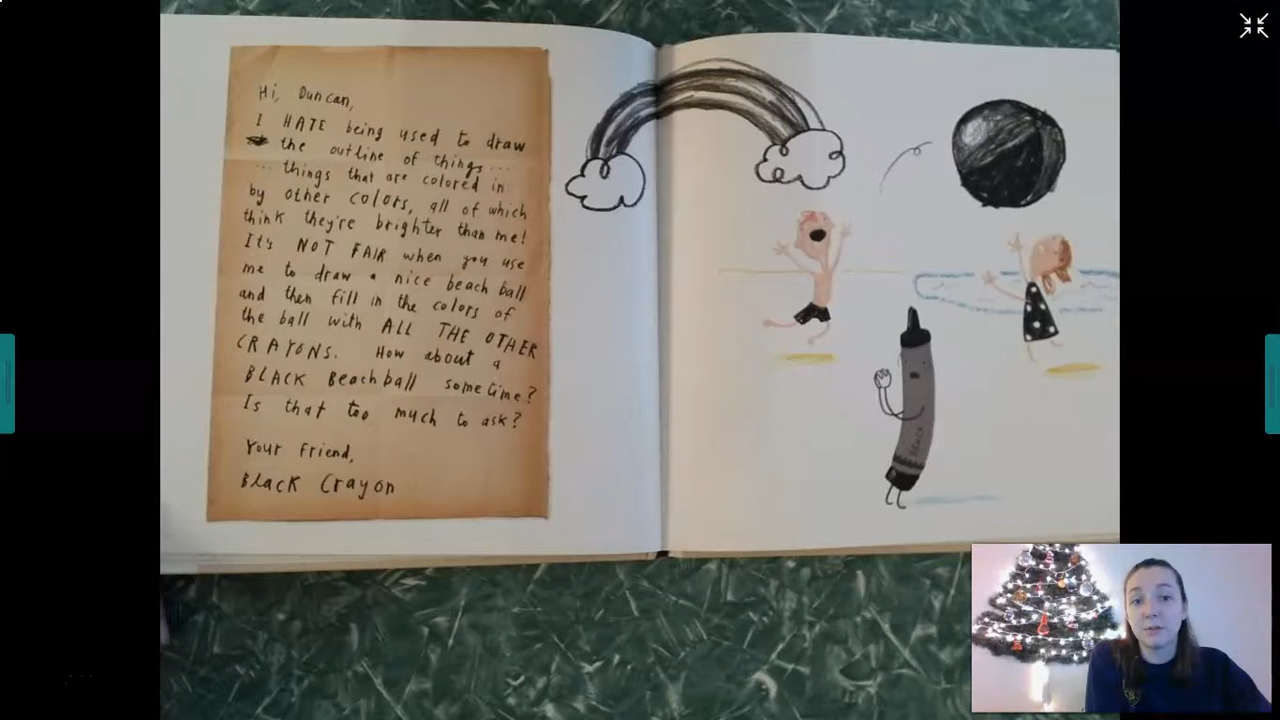 Hi, Duncan,
I HATE being used to draw
the outline of things...
...things that are colored in
by other colors, all of which
think they're brighter than me!
It's NOT FAIR when you use
me to draw a nice beach ball
and then fill in the colors of
the ball with ALL THE OTHER
CRAYONS. How about a
BLACK Beach ball sometime?
Is that too much to ask?
Your friend,
Black Crayon
Black